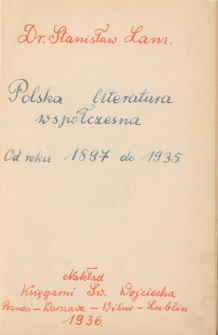 Dr. Stanisław Lam.
Polska literatura
współczesna
Od roku 1897 do 1935
Nakład
Księgarni Św. Wojciecha
Poznań – Warszawa – Wilno – Lublin
1936.